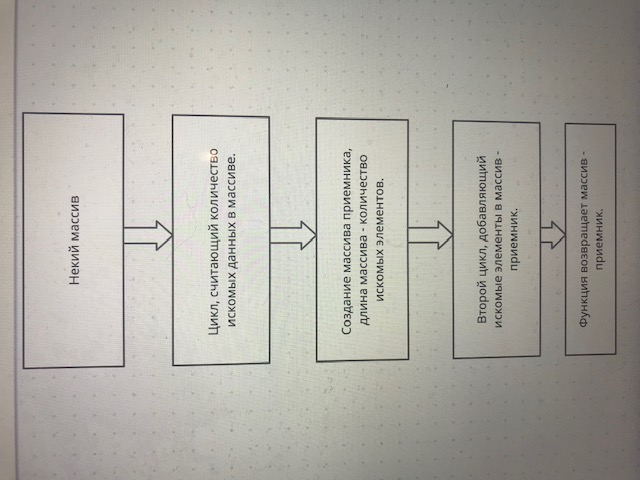 Некий массив
Цикл, считающий количество
искомых данных в массиве.
Создание массива приемника,
длина массива - количество
искомых элементов.
Второй цикл, добавляющий
искомые элементы в массив -
приемник.
Функция возвращает массив -
приемник.